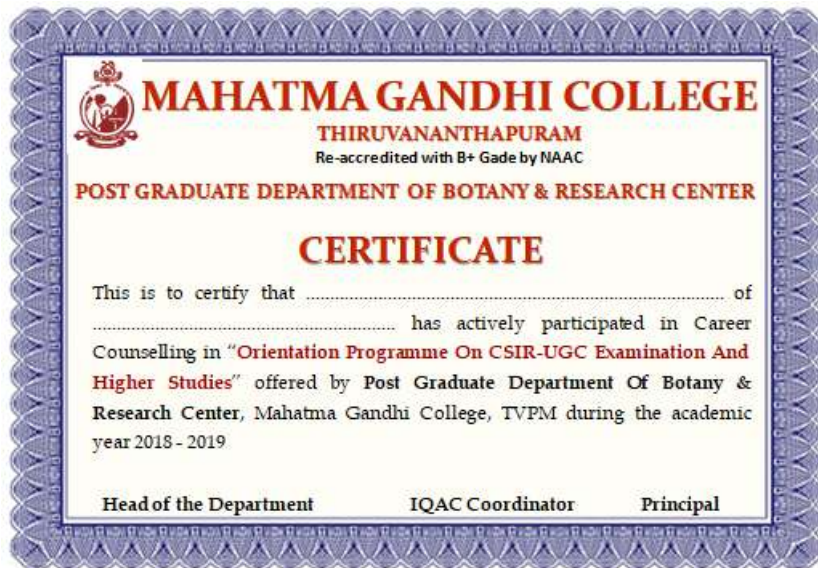 MAHATMA GANDHI COLLEGE
THIRUVANANTHAPURAM
Re-accredited with B+ Gade by NAAC
POST GRADUATE DEPARTMENT OF BOTANY & RESEARCH CENTER
CERTIFICATE
This is to certify that ........................................................................................ of
................................................................ has actively participated in Career
Counselling in “Orientation Programme On CSIR-UGC Examination And
Higher Studies” offered by Post Graduate Department Of Botany &
Research Center, Mahatma Gandhi College, TVPM during the academic
year 2018 - 2019
Head of the Department IQAC Coordinator Principal